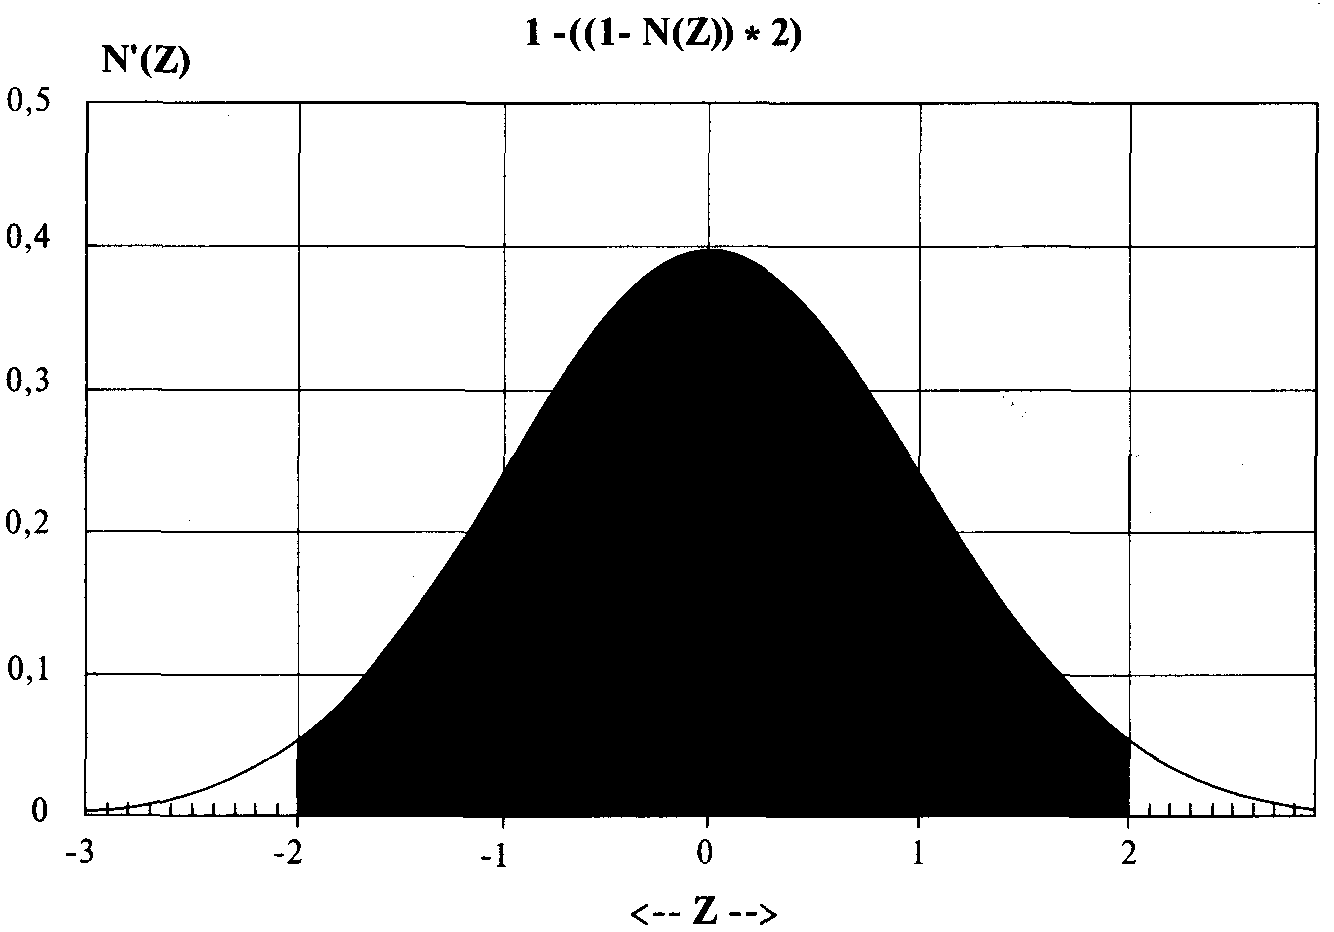 1 -((1- N(Z)) * 2)
N'(Z)
0,5
0,4
0,3
0,2
0,1
0
-3 -2 -1 0 1 2
<-- Z -->